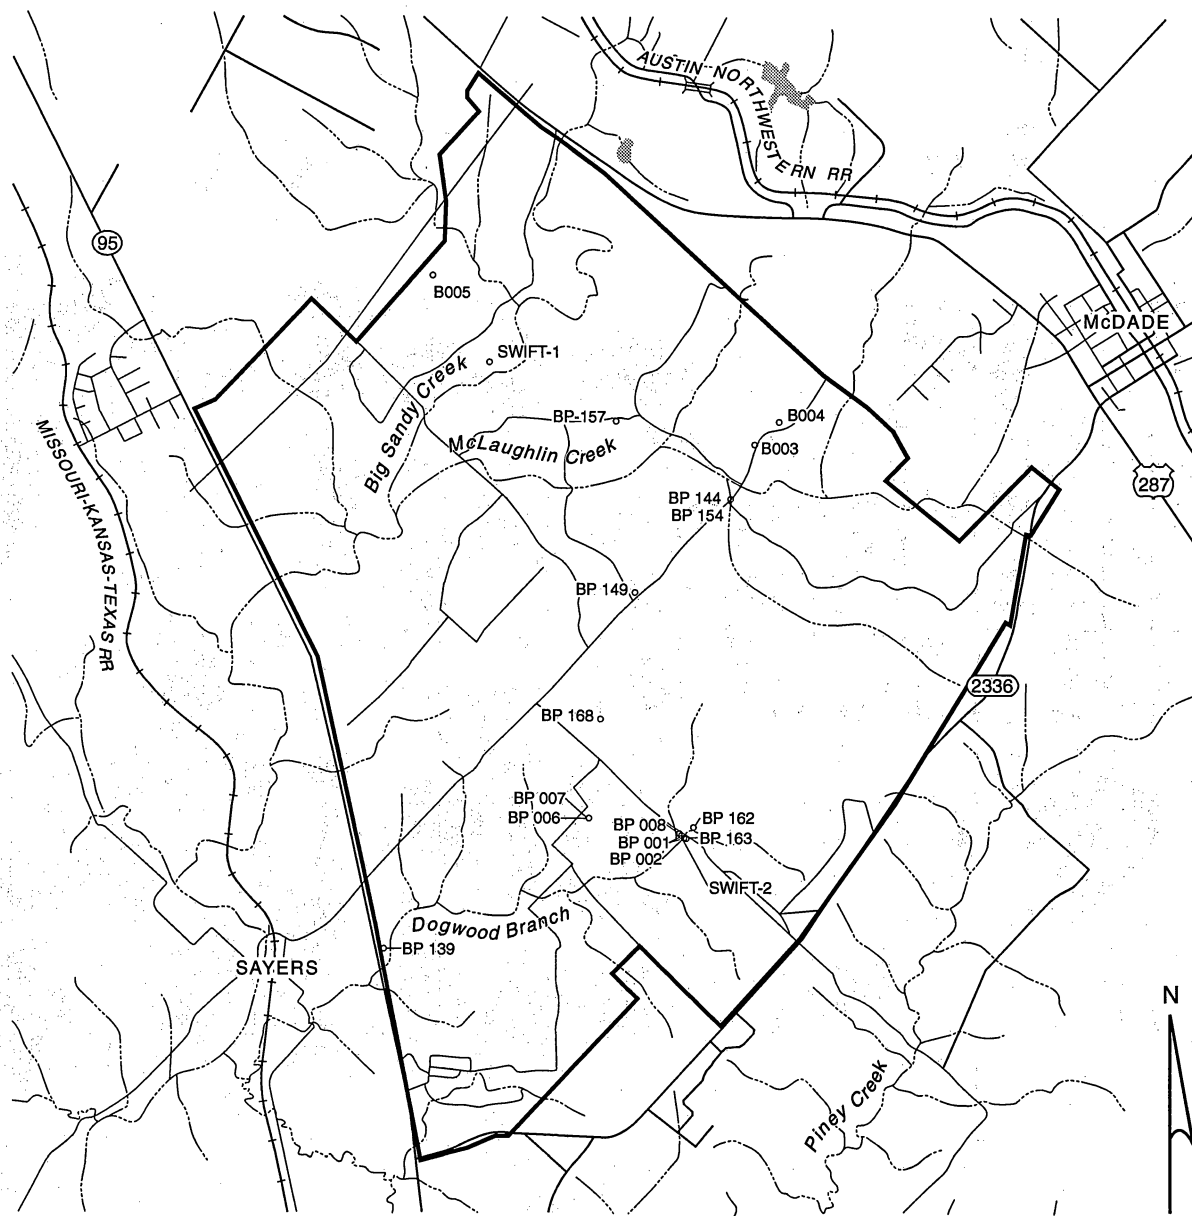 AUSTIN NORTHWESTERN RR
95
B005
McDADE
SWIFT-1
Big Sandy Creek
BP-157
B004
McLaughlin Creek
B003
287
BP 144
BP 154
MISSOURI-KANSAS-TEXAS RR
BP 149
2336
BP 168
BP 007
BP 006
BP 162
BP 008
BP 163
BP 001
BP 002
SWIFT-2
Dogwood Branch
BP 139
SAYERS
N
Piney Creek